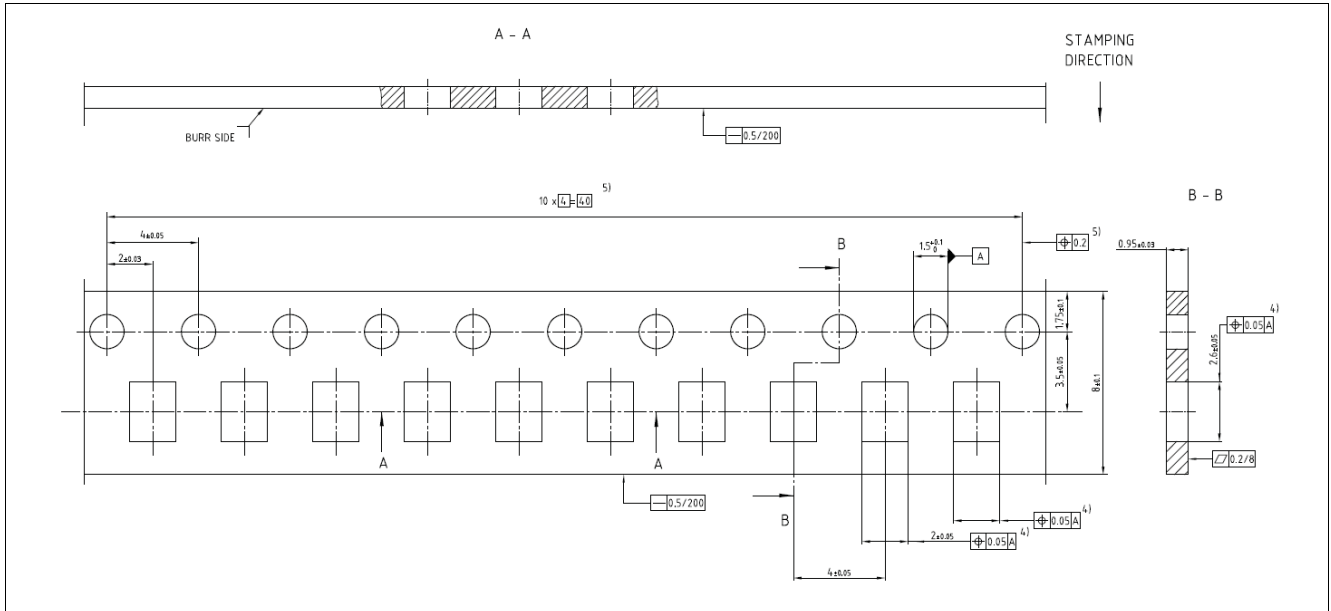 A - A
STAMPING
DIRECTION
BURR SIDE
⏤ 0.5/200
10 x 4 = 40 5)
B - B
4±0.05
2±0.03
B
1,5 +0.1 0
A
⌖ 0.2 5)
0.95±0.03
1,75±0.1
3.5±0.05
8±0.1
2.6±0.05
⌖ 0.05 A 4)
A
A
⏥ 0.2/8
⏤ 0.5/200
B
⌖ 0.05 A 4)
2±0.05
⌖ 0.05 A 4)
4±0.05